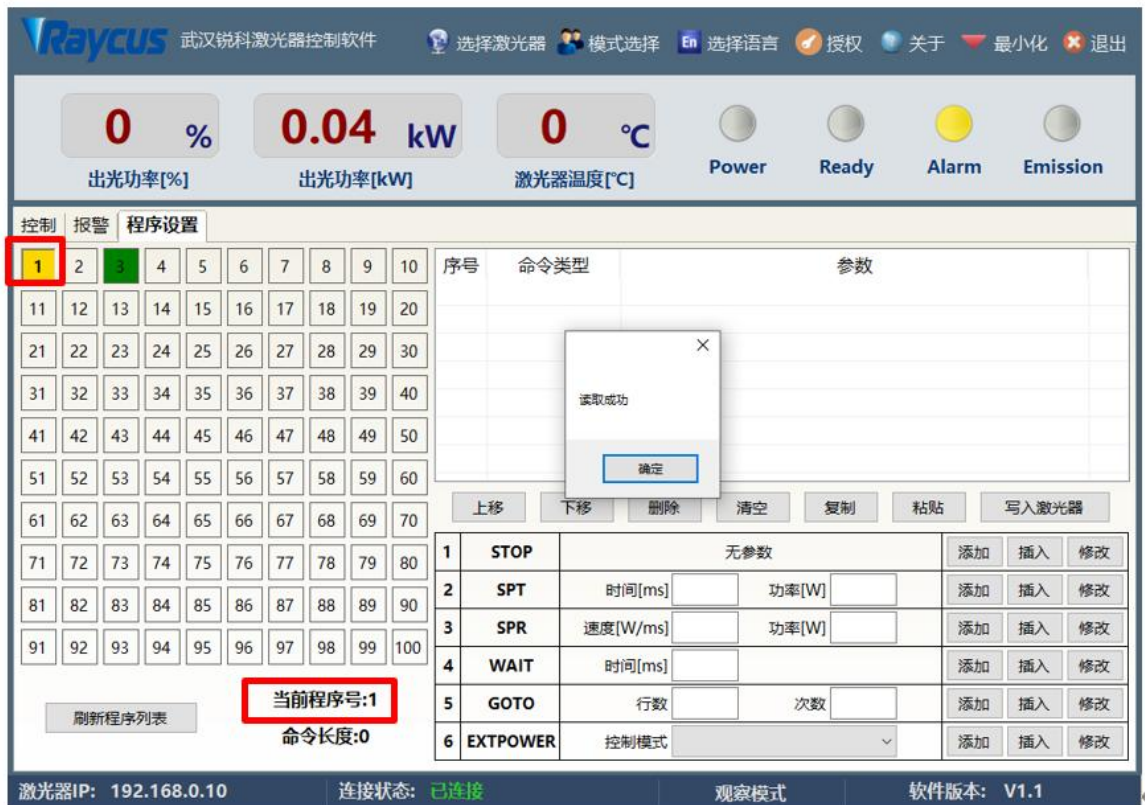 Raycus 武汉锐科激光器控制软件 选择激光器 模式选择 En 选择语言 授权 关于 最小化 退出
0 % 0.04 kW 0 ℃
出光功率[%] 出光功率[kW] 激光器温度[℃] Power Ready Alarm Emission
控制 报警 程序设置
1 2 3 4 5 6 7 8 9 10 序号 命令类型 参数
11 12 13 14 15 16 17 18 19 20
21 22 23 24 25 26 27 28 29 30
31 32 33 34 35 36 37 38 39 40
读取成功
41 42 43 44 45 46 47 48 49 50
确定
51 52 53 54 55 56 57 58 59 60
上移 下移 删除 清空 复制 粘贴 写入激光器
61 62 63 64 65 66 67 68 69 70
1 STOP 无参数 添加 插入 修改
71 72 73 74 75 76 77 78 79 80
2 SPT 时间[ms] 功率[W] 添加 插入 修改
81 82 83 84 85 86 87 88 89 90
3 SPR 速度[W/ms] 功率[W] 添加 插入 修改
91 92 93 94 95 96 97 98 99 100
4 WAIT 时间[ms] 添加 插入 修改
当前程序号:1
5 GOTO 行数 次数 添加 插入 修改
刷新程序列表
命令长度:0
6 EXTPOWER 控制模式 添加 插入 修改
激光器IP: 192.168.0.10 连接状态: 已连接 观察模式 软件版本: V1.1